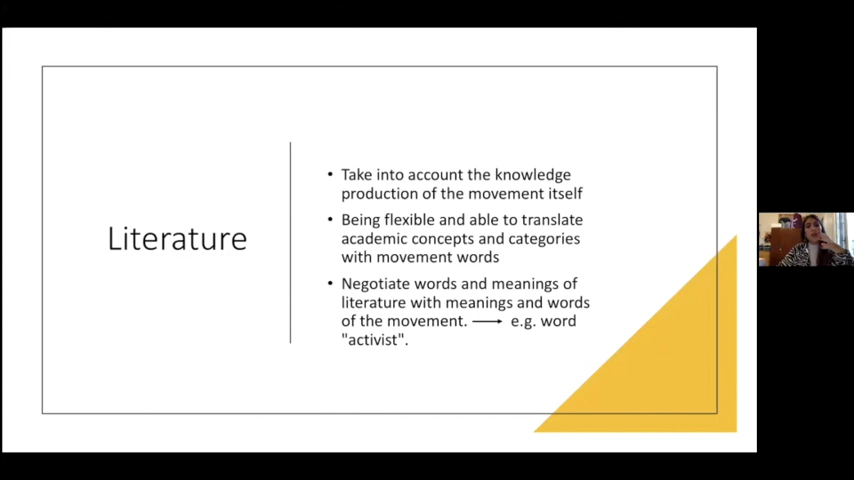 Literature
• Take into account the knowledge
production of the movement itself
• Being flexible and able to translate
academic concepts and categories
with movement words
• Negotiate words and meanings of
literature with meanings and words
of the movement. ⟶ e.g. word
"activist".